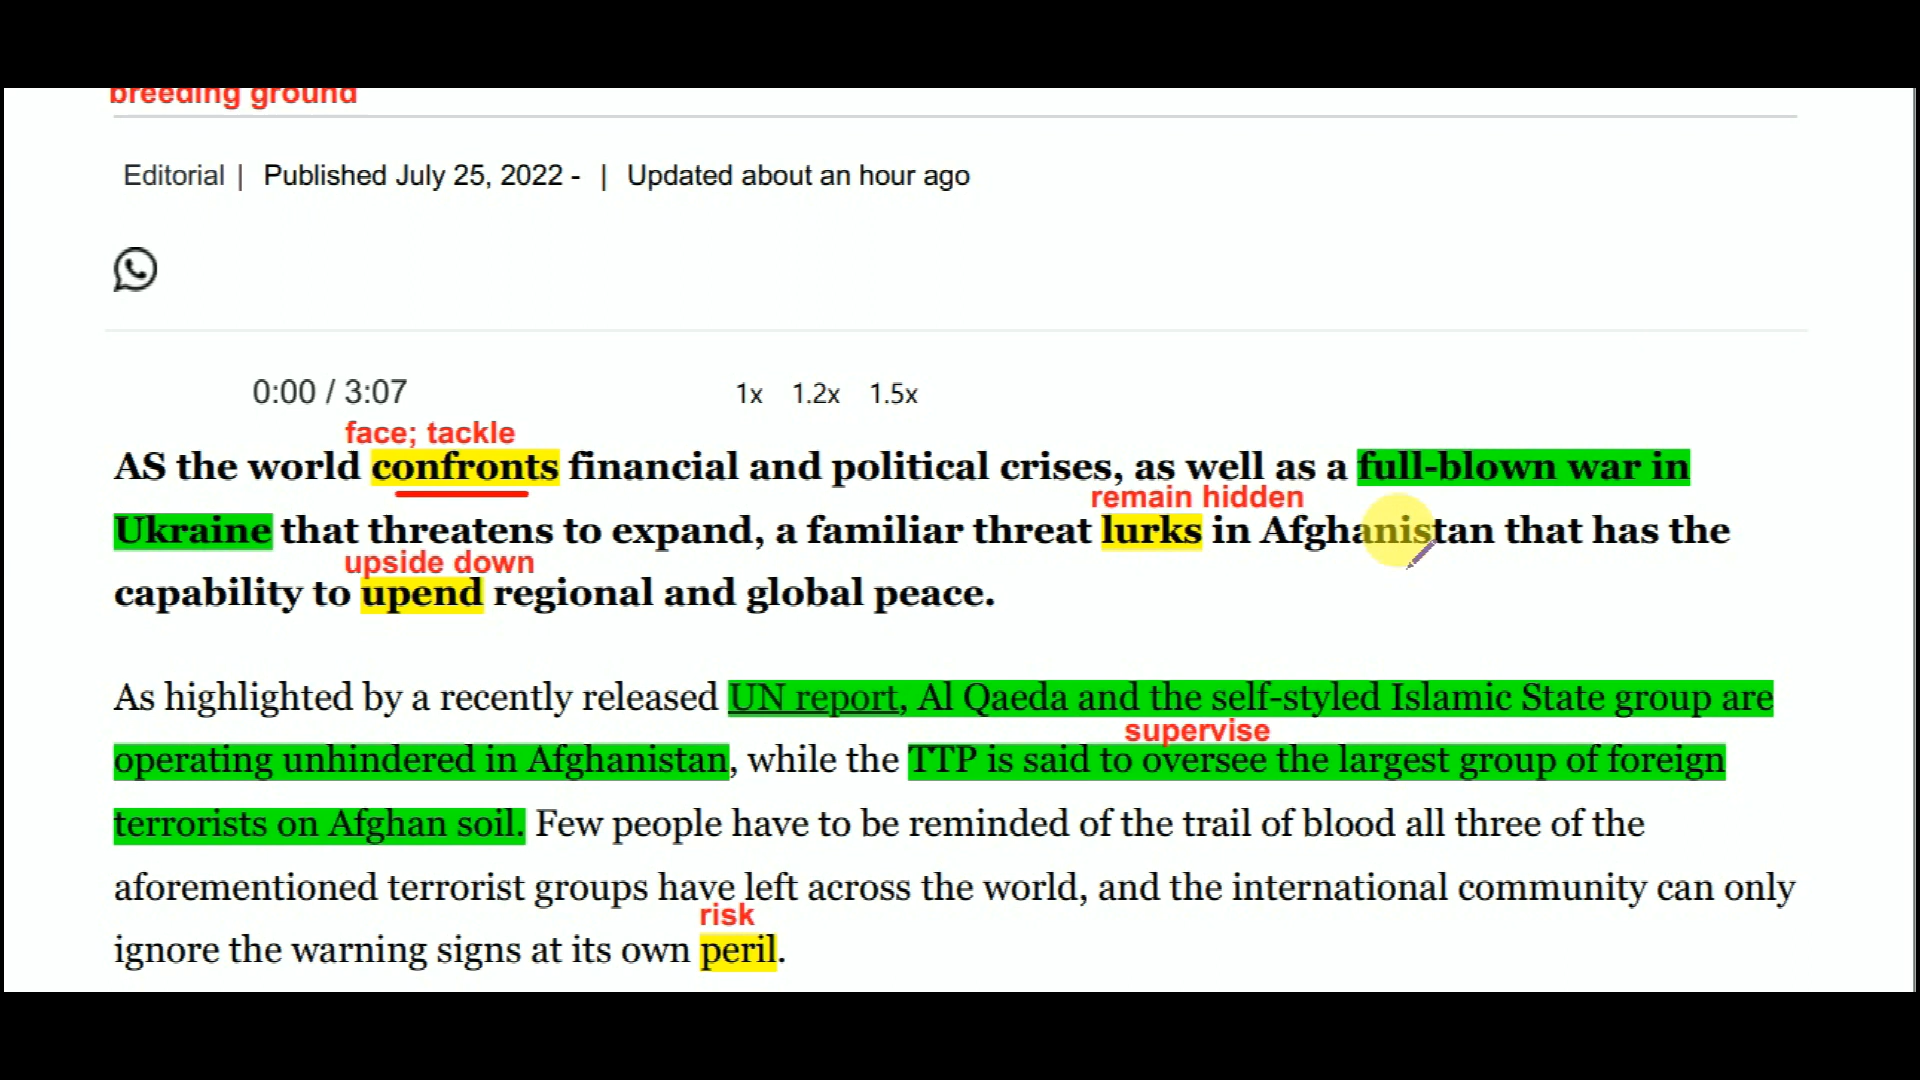 breeding ground
Editorial | Published July 25, 2022 - | Updated about an hour ago
0:00 / 3:07 1x 1.2x 1.5x
face; tackle
AS the world confronts financial and political crises, as well as a full-blown war in
remain hidden
Ukraine that threatens to expand, a familiar threat lurks in Afghanistan that has the
upside down
capability to upend regional and global peace.
As highlighted by a recently released UN report, Al Qaeda and the self-styled Islamic State group are
supervise
operating unhindered in Afghanistan, while the TTP is said to oversee the largest group of foreign
terrorists on Afghan soil. Few people have to be reminded of the trail of blood all three of the
aforementioned terrorist groups have left across the world, and the international community can only
risk
ignore the warning signs at its own peril.